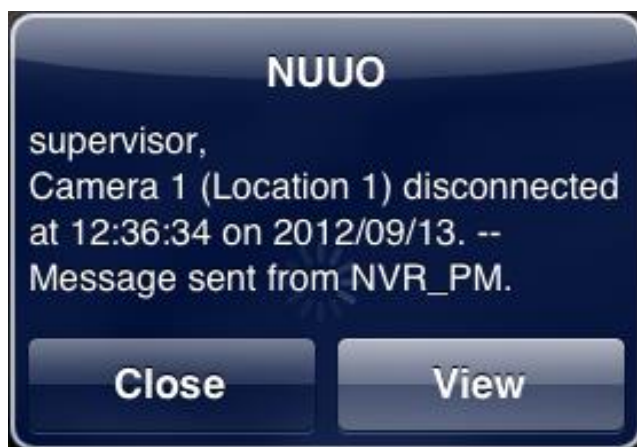 NUUO
supervisor,
Camera 1 (Location 1) disconnected
at 12:36:34 on 2012/09/13. --
Message sent from NVR_PM.
Close
View